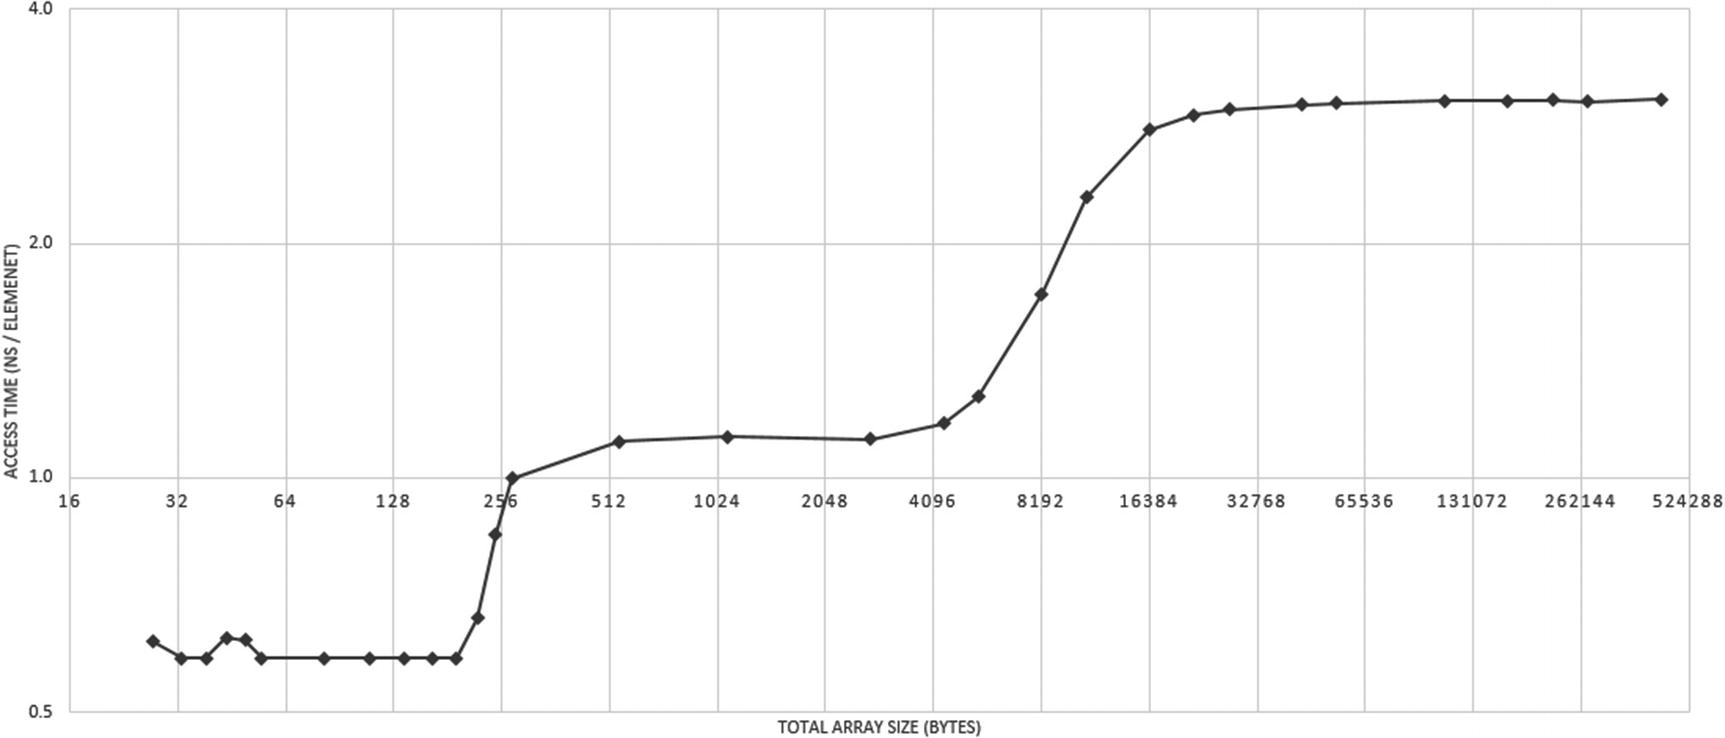 4.0
2.0
1.0
0.5
ACCESS TIME (NS / ELEMENET)
16 32 64 128 256 512 1024 2048 4096 8192 16384 32768 65536 131072 262144 524288
TOTAL ARRAY SIZE (BYTES)